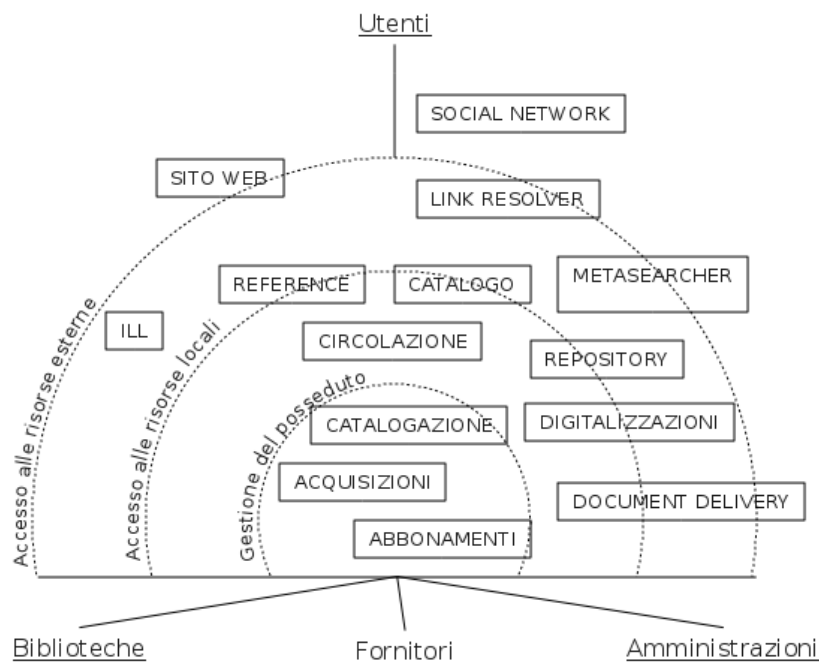 Utenti
SOCIAL NETWORK
SITO WEB
LINK RESOLVER
METASEARCHER
REFERENCE
CATALOGO
ILL
CIRCOLAZIONE
REPOSITORY
Accesso alle risorse esterne
Accesso alle risorse locali
Gestione del posseduto
CATALOGAZIONE
DIGITALIZZAZIONI
ACQUISIZIONI
DOCUMENT DELIVERY
ABBONAMENTI
Biblioteche
Fornitori
Amministrazioni